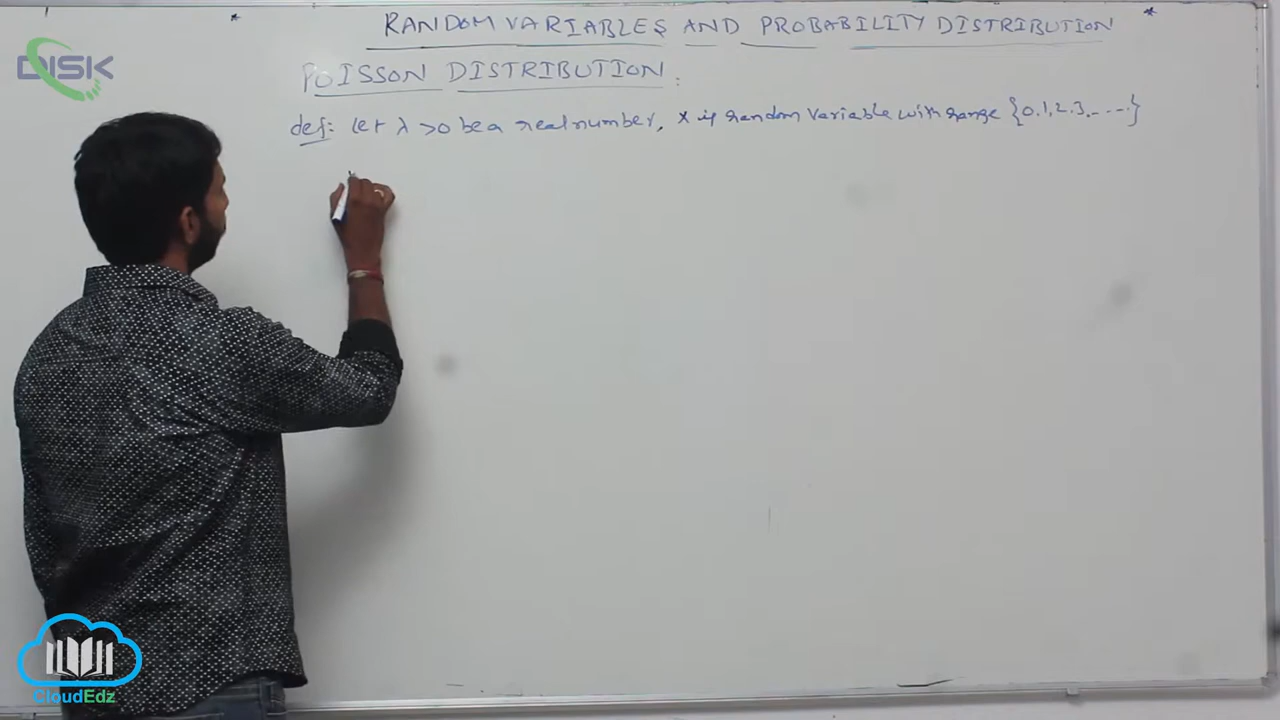 * RANDOM VARIABLES AND PROBABILITY DISTRIBUTION *
DISK
POISSON DISTRIBUTION:
def: Let λ >0 be a real number, X is random variable with range {0,1,2,3,.....}
CloudEdz